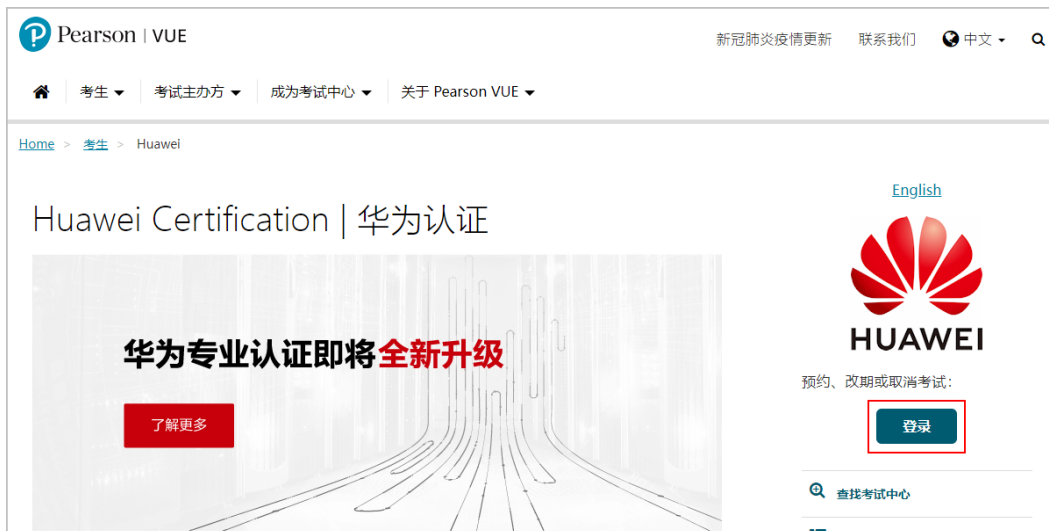 Pearson | VUE
新冠肺炎疫情更新 联系我们 中文
考生 考试主办方 成为考试中心 关于 Pearson VUE
Home > 考生 > Huawei
English
Huawei Certification | 华为认证
HUAWEI
华为专业认证即将全新升级
预约、改期或取消考试:
了解更多
登录
查找考试中心